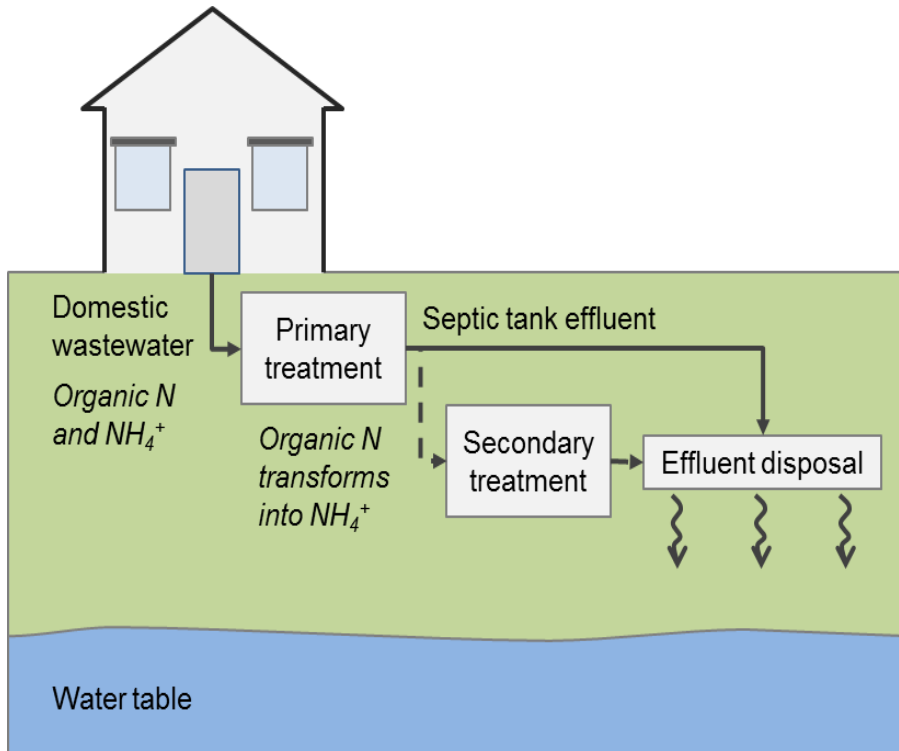 Domestic
wastewater
Organic N
and NH₄⁺
Primary
treatment
Septic tank effluent
Organic N
transforms
into NH₄⁺
Secondary
treatment
Effluent disposal
Water table